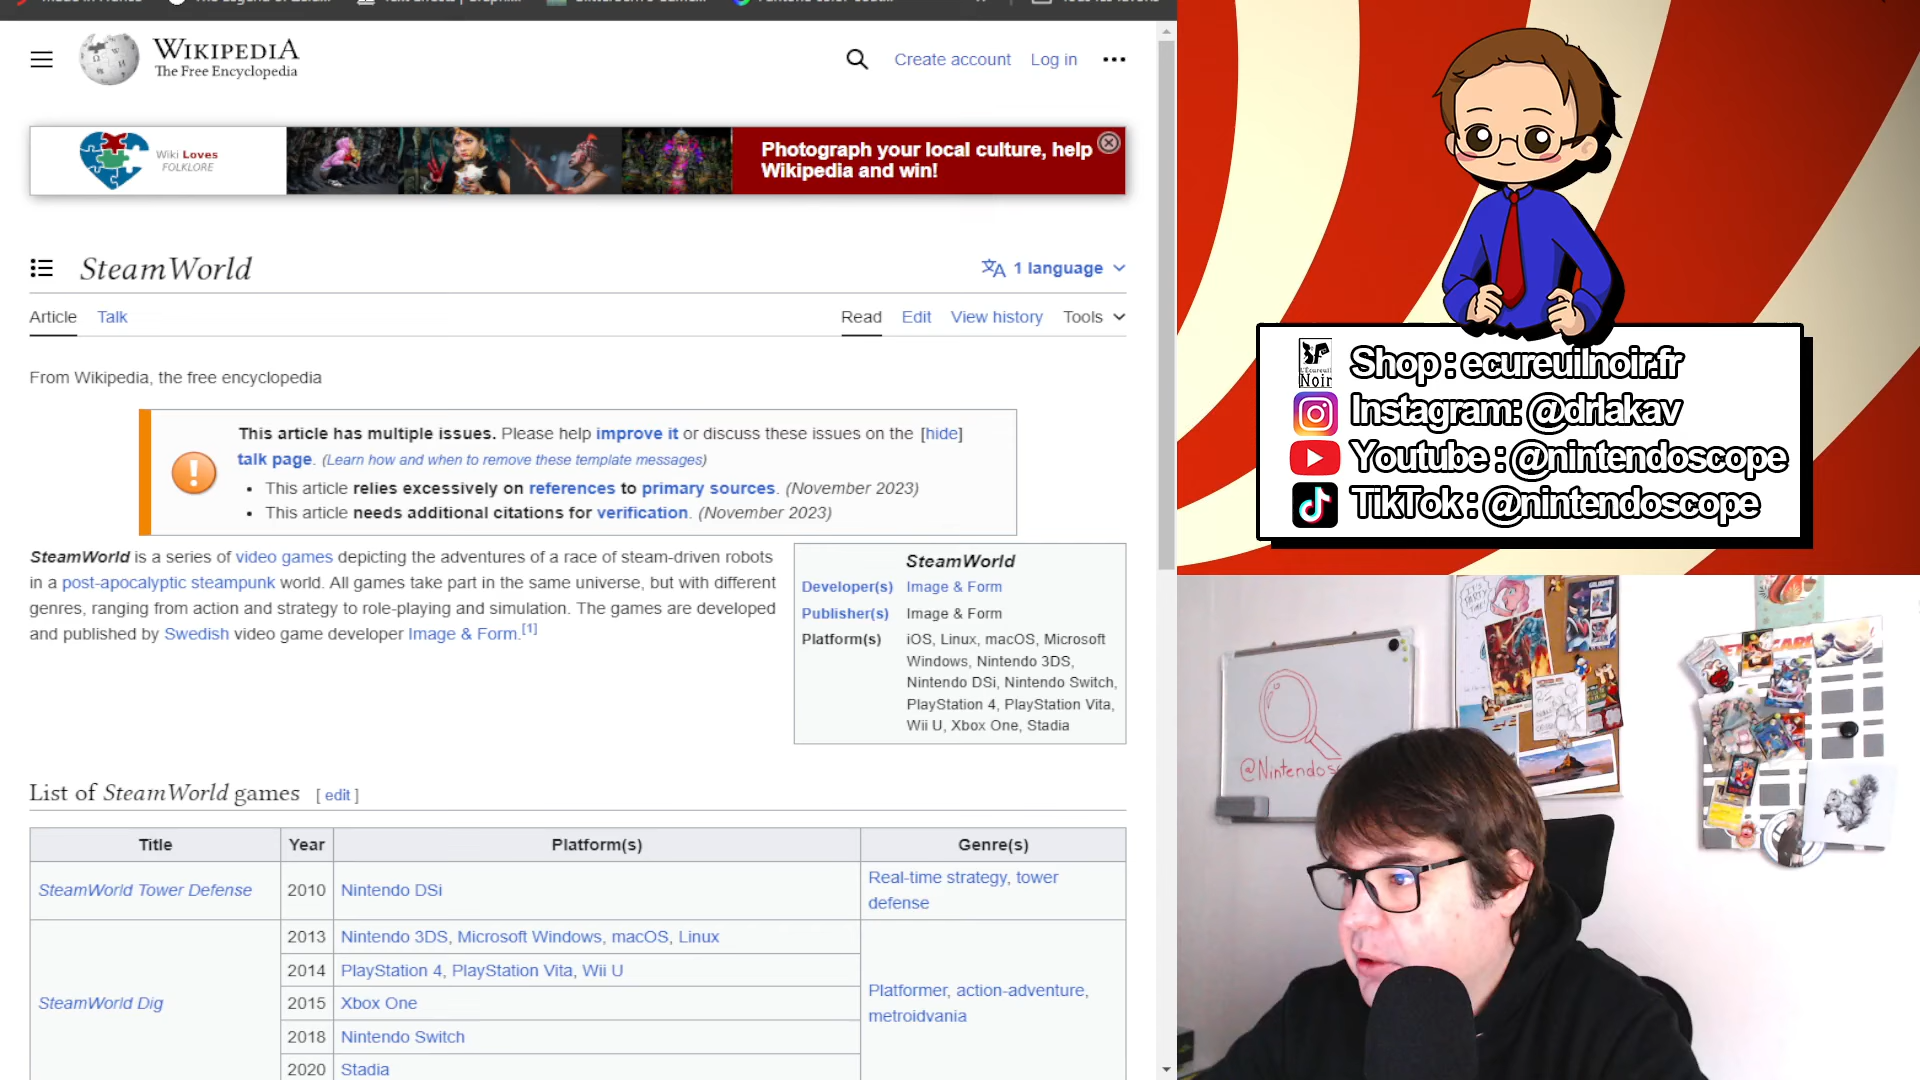 WIKIPEDIA
The Free Encyclopedia
Create account
Log in
Wiki Loves
FOLKLORE
Photograph your local culture, help
Wikipedia and win!
SteamWorld
1 language
Article
Talk
Read
Edit
View history
Tools
From Wikipedia, the free encyclopedia
This article has multiple issues. Please help improve it or discuss these issues on the [hide]
talk page. (Learn how and when to remove these template messages)
• This article relies excessively on references to primary sources. (November 2023)
• This article needs additional citations for verification. (November 2023)
SteamWorld is a series of video games depicting the adventures of a race of steam-driven robots
in a post-apocalyptic steampunk world. All games take part in the same universe, but with different
genres, ranging from action and strategy to role-playing and simulation. The games are developed
and published by Swedish video game developer Image & Form.[1]
SteamWorld
Developer(s) Image & Form
Publisher(s) Image & Form
Platform(s) iOS, Linux, macOS, Microsoft
Windows, Nintendo 3DS,
Nintendo DSi, Nintendo Switch,
PlayStation 4, PlayStation Vita,
Wii U, Xbox One, Stadia
List of SteamWorld games [ edit ]
Title Year Platform(s) Genre(s)
SteamWorld Tower Defense 2010 Nintendo DSi Real-time strategy, tower
defense
SteamWorld Dig
2013 Nintendo 3DS, Microsoft Windows, macOS, Linux
2014 PlayStation 4, PlayStation Vita, Wii U
2015 Xbox One
2018 Nintendo Switch
2020 Stadia
Platformer, action-adventure,
metroidvania
Noir
Shop : ecureuilnoir.fr
Instagram: @drlakav
Youtube : @nintendoscope
TikTok : @nintendoscope